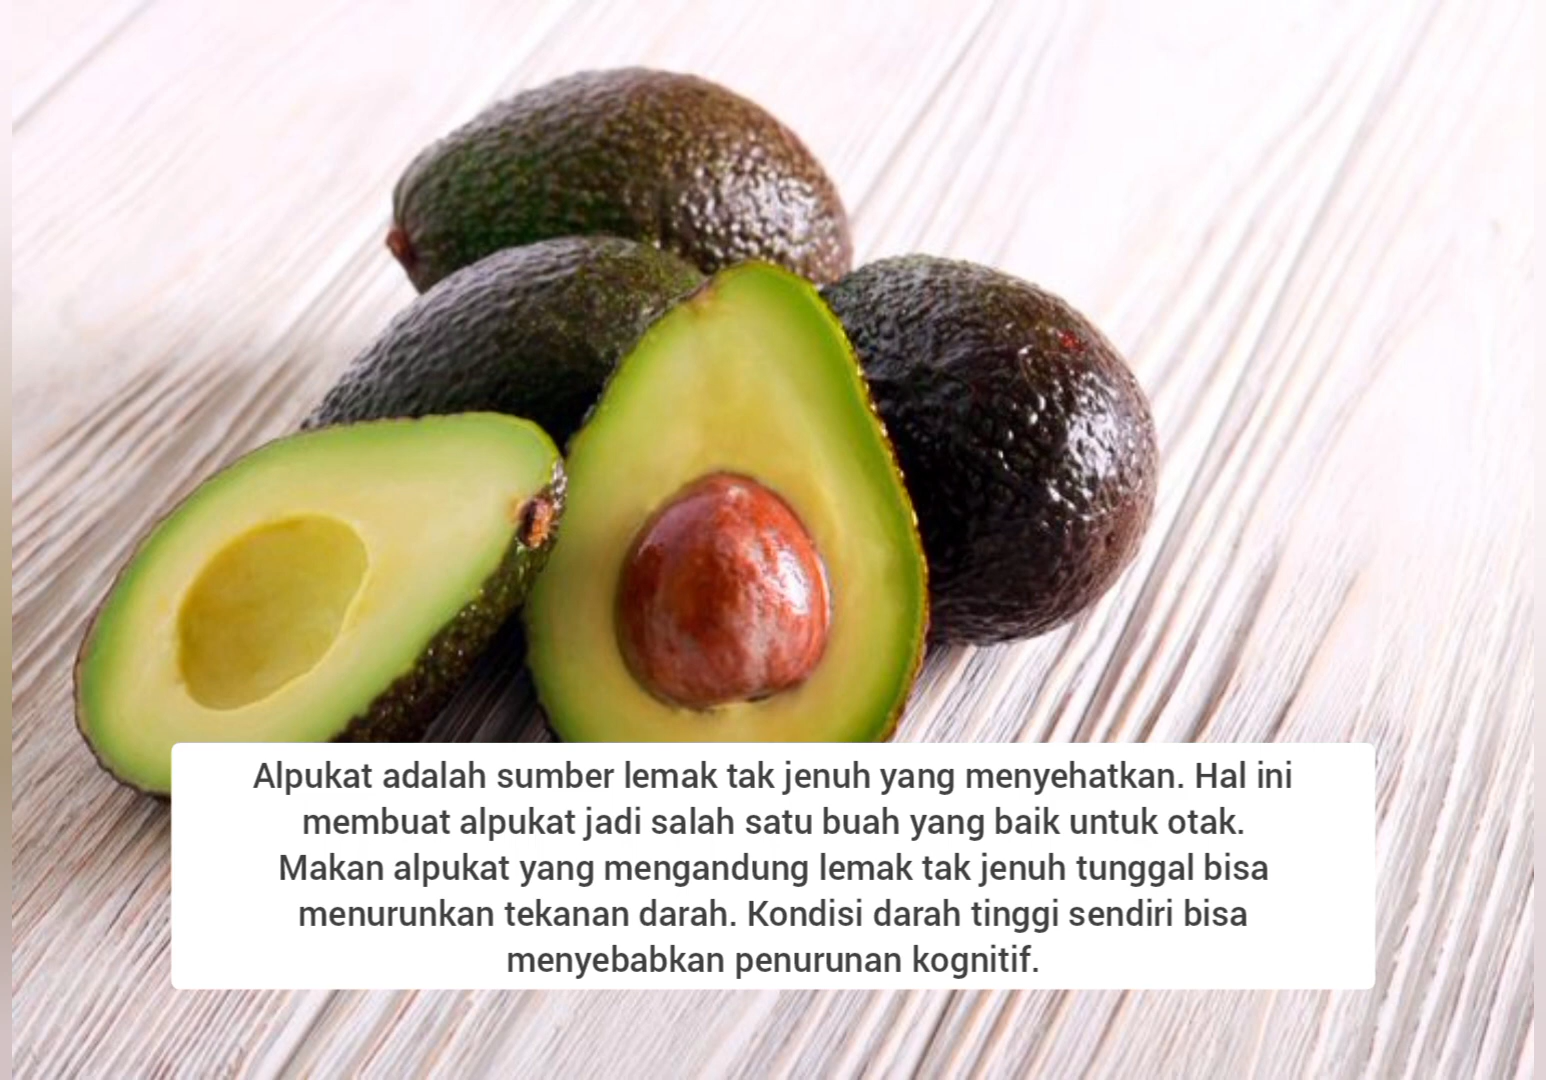 Alpukat adalah sumber lemak tak jenuh yang menyehatkan. Hal ini
membuat alpukat jadi salah satu buah yang baik untuk otak.
Makan alpukat yang mengandung lemak tak jenuh tunggal bisa
menurunkan tekanan darah. Kondisi darah tinggi sendiri bisa
menyebabkan penurunan kognitif.